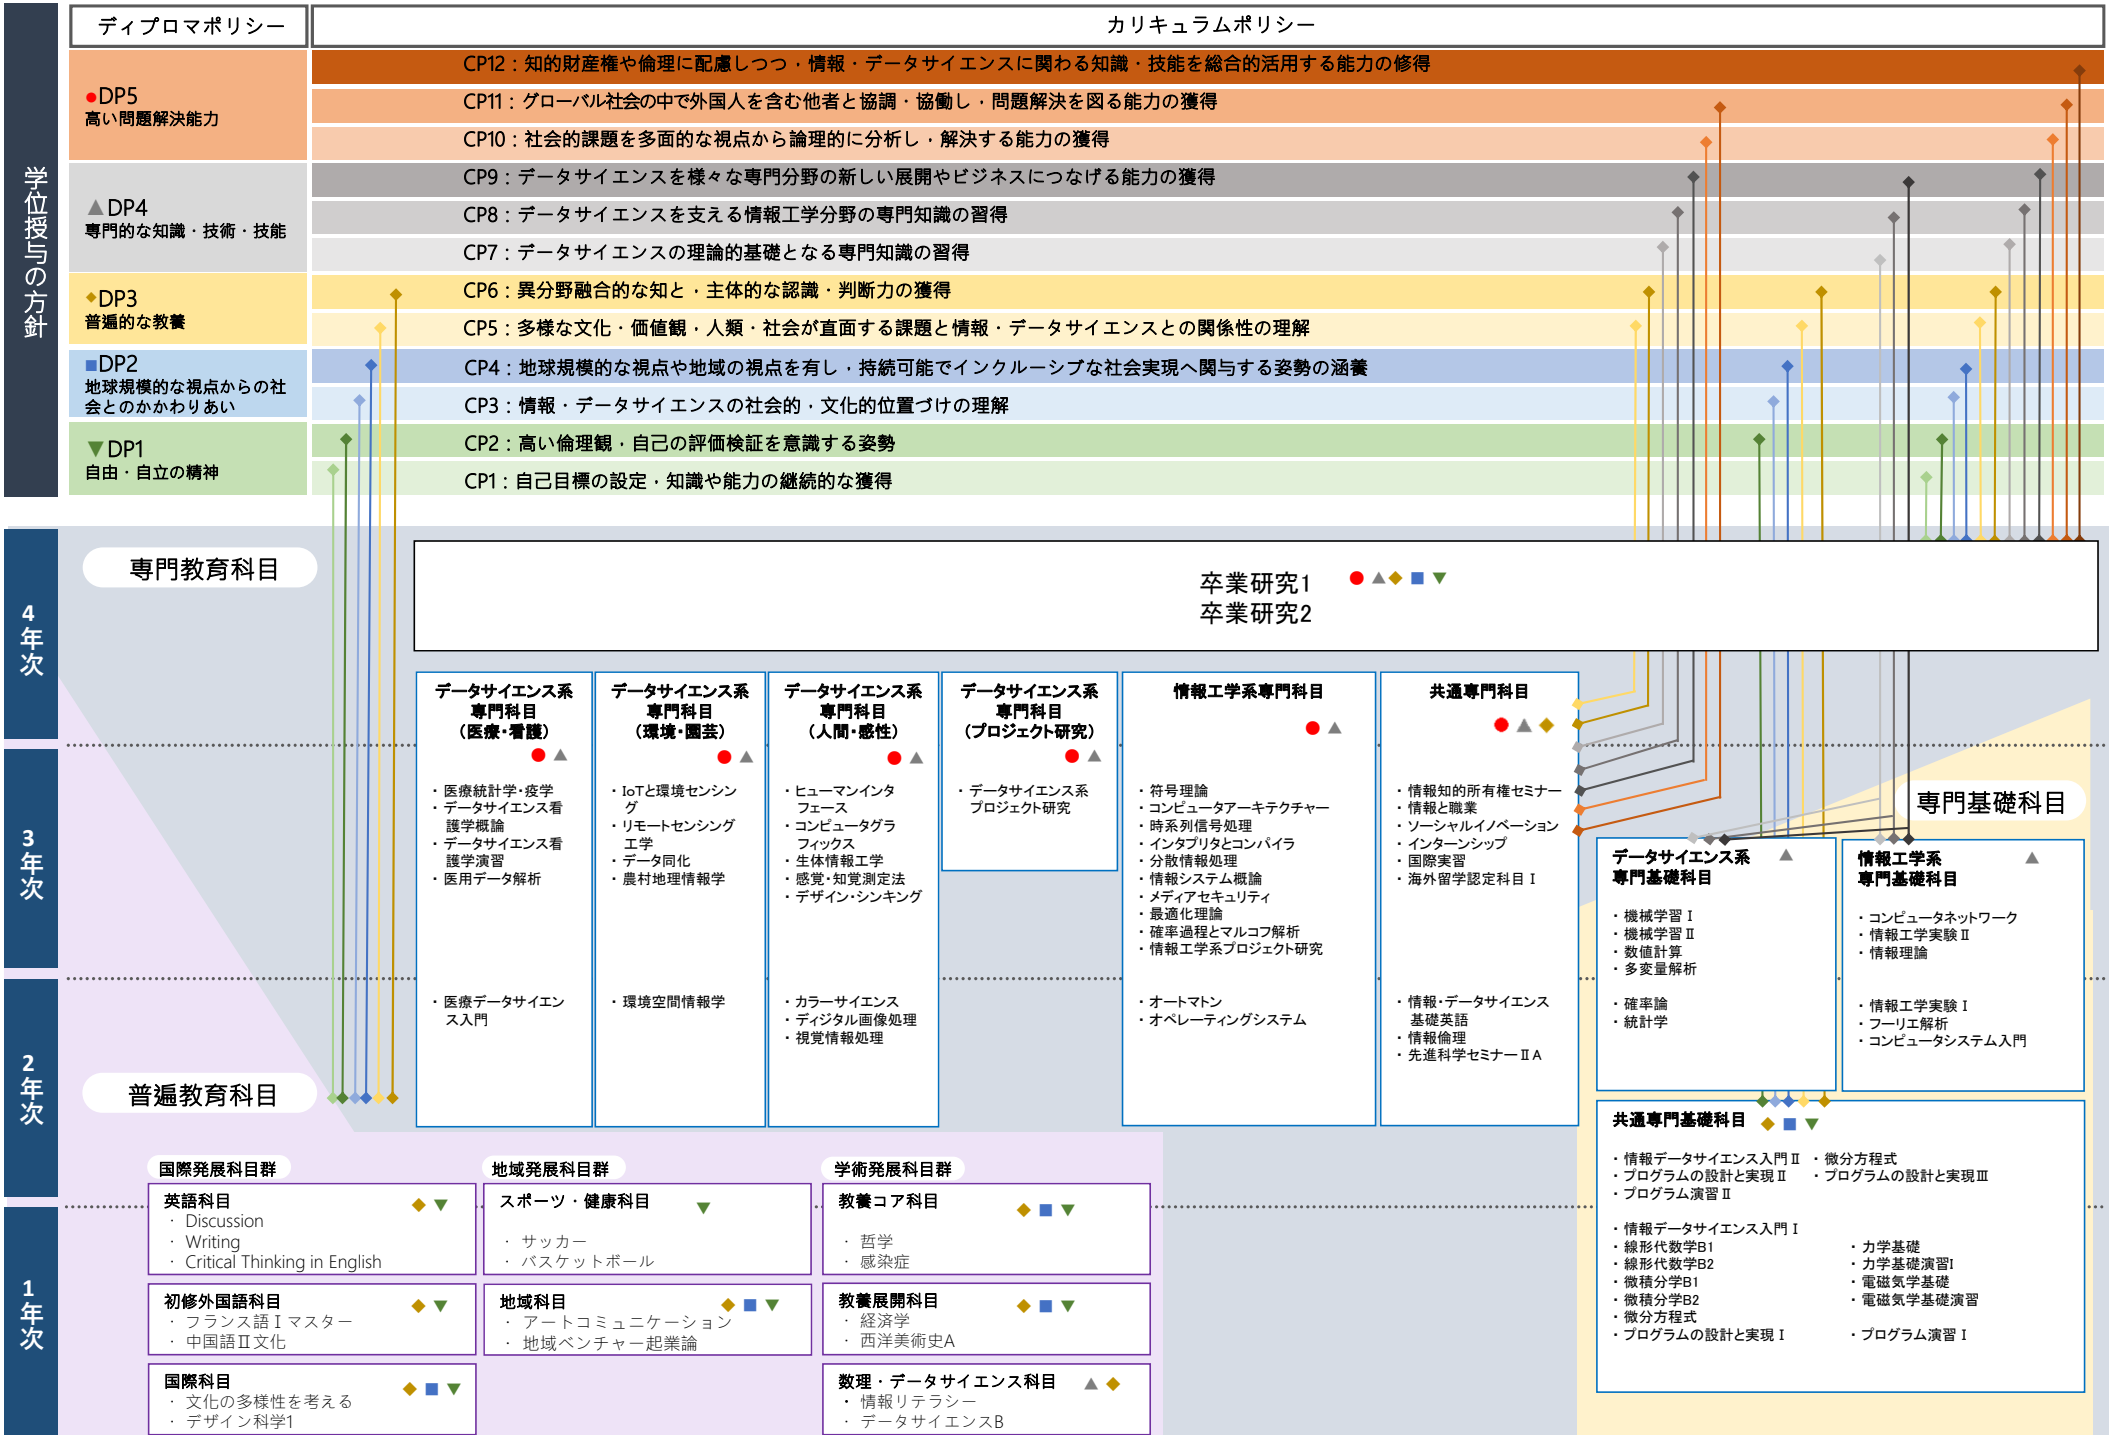 ディプロマポリシー
カリキュラムポリシー
学位授与の方針
●DP5
高い問題解決能力
▲DP4
専門的な知識・技術・技能
◆DP3
普遍的な教養
■DP2
地球規模的な視点からの社
会とのかかわりあい
▼DP1
自由・自立の精神
CP12：知的財産権や倫理に配慮しつつ，情報・データサイエンスに関わる知識・技能を総合的活用する能力の修得
CP11：グローバル社会の中で外国人を含む他者と協調・協働し，問題解決を図る能力の獲得
CP10：社会的課題を多面的な視点から論理的に分析し，解決する能力の獲得
CP9：データサイエンスを様々な専門分野の新しい展開やビジネスにつなげる能力の獲得
CP8：データサイエンスを支える情報工学分野の専門知識の習得
CP7：データサイエンスの理論的基礎となる専門知識の習得
CP6：異分野融合的な知と，主体的な認識・判断力の獲得
CP5：多様な文化・価値観，人類・社会が直面する課題と情報・データサイエンスとの関係性の理解
CP4：地球規模的な視点や地域の視点を有し，持続可能でインクルーシブな社会実現へ関与する姿勢の涵養
CP3：情報・データサイエンスの社会的・文化的位置づけの理解
CP2：高い倫理観，自己の評価検証を意識する姿勢
CP1：自己目標の設定，知識や能力の継続的な獲得
4年次
3年次
2年次
1年次
専門教育科目
卒業研究1
卒業研究2
データサイエンス系
専門科目
（医療・看護）
・医療統計学・疫学
・データサイエンス看
護学概論
・データサイエンス看
護学演習
・医用データ解析
・医療データサイエン
ス入門
データサイエンス系
専門科目
（環境・園芸）
・IoTと環境センシン
グ
・リモートセンシング
工学
・データ同化
・農村地理情報学
・環境空間情報学
データサイエンス系
専門科目
（人間・感性）
・ヒューマンインタ
フェース
・コンピュータグラ
フィックス
・生体情報工学
・感覚・知覚測定法
・デザイン・シンキング
・カラーサイエンス
・ディジタル画像処理
・視覚情報処理
データサイエンス系
専門科目
（プロジェクト研究）
・データサイエンス系
プロジェクト研究
情報工学系専門科目
・符号理論
・コンピュータアーキテクチャー
・時系列信号処理
・インタプリタとコンパイラ
・分散情報処理
・情報システム概論
・メディアセキュリティ
・最適化理論
・確率過程とマルコフ解析
・情報工学系プロジェクト研究
・オートマトン
・オペレーティングシステム
共通専門科目
・情報知的所有権セミナー
・情報と職業
・ソーシャルイノベーション
・インターンシップ
・国際実習
・海外留学認定科目Ⅰ
・情報・データサイエンス
基礎英語
・情報倫理
・先進科学セミナーⅡA
専門基礎科目
データサイエンス系
専門基礎科目
・機械学習Ⅰ
・機械学習Ⅱ
・数値計算
・多変量解析
・確率論
・統計学
情報工学系
専門基礎科目
・コンピュータネットワーク
・情報工学実験Ⅱ
・情報理論
・情報工学実験Ⅰ
・フーリエ解析
・コンピュータシステム入門
共通専門基礎科目
・情報データサイエンス入門Ⅱ ・微分方程式
・プログラムの設計と実現Ⅱ ・プログラムの設計と実現Ⅲ
・プログラム演習Ⅱ
・情報データサイエンス入門Ⅰ
・線形代数学B1 ・力学基礎
・線形代数学B2 ・力学基礎演習Ⅰ
・微積分学B1 ・電磁気学基礎
・微積分学B2 ・電磁気学基礎演習
・微分方程式
・プログラムの設計と実現Ⅰ ・プログラム演習Ⅰ
普遍教育科目
国際発展科目群
英語科目
・ Discussion
・ Writing
・ Critical Thinking in English
初修外国語科目
・ フランス語Ⅰマスター
・ 中国語Ⅱ文化
国際科目
・ 文化の多様性を考える
・ デザイン科学1
地域発展科目群
スポーツ・健康科目
・ サッカー
・ バスケットボール
地域科目
・ アートコミュニケーション
・ 地域ベンチャー起業論
学術発展科目群
教養コア科目
・ 哲学
・ 感染症
教養展開科目
・ 経済学
・ 西洋美術史A
数理・データサイエンス科目
・ 情報リテラシー
・ データサイエンスB